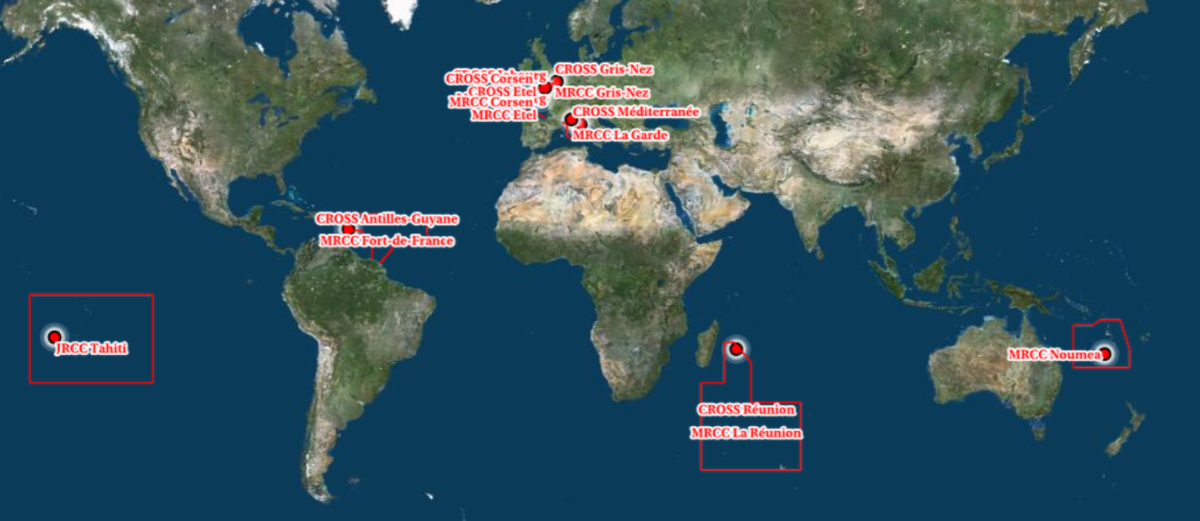 CROSS Gris-Nez
CROSS Corsen
CROSS Etel
MRCC Gris-Nez
MRCC Corsen
MRCC Etel
CROSS Méditerranée
MRCC La Garde
CROSS Antilles-Guyane
MRCC Fort-de-France
JRCC Tahiti
MRCC Noumea
CROSS Réunion
MRCC La Réunion